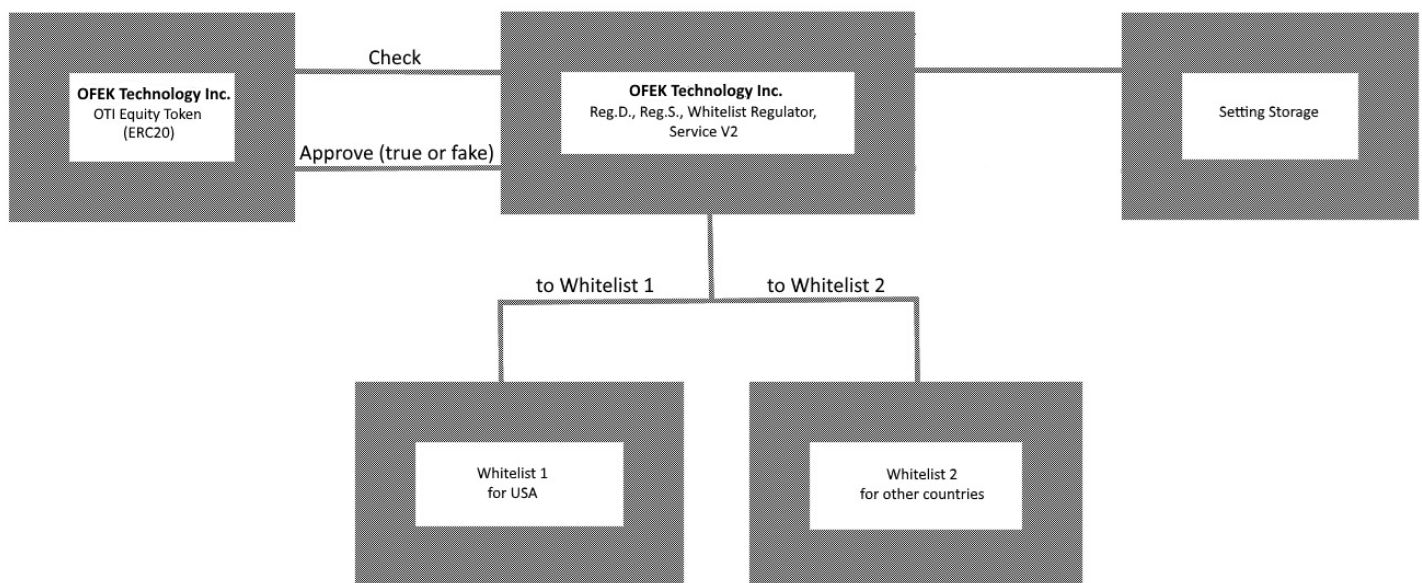 Check
OFEK Technology Inc.
OTI Equity Token
(ERC20)
Approve (true or fake)
OFEK Technology Inc.
Reg.D., Reg.S., Whitelist Regulator,
Service V2
Setting Storage
to Whitelist 1
to Whitelist 2
Whitelist 1
for USA
Whitelist 2
for other countries